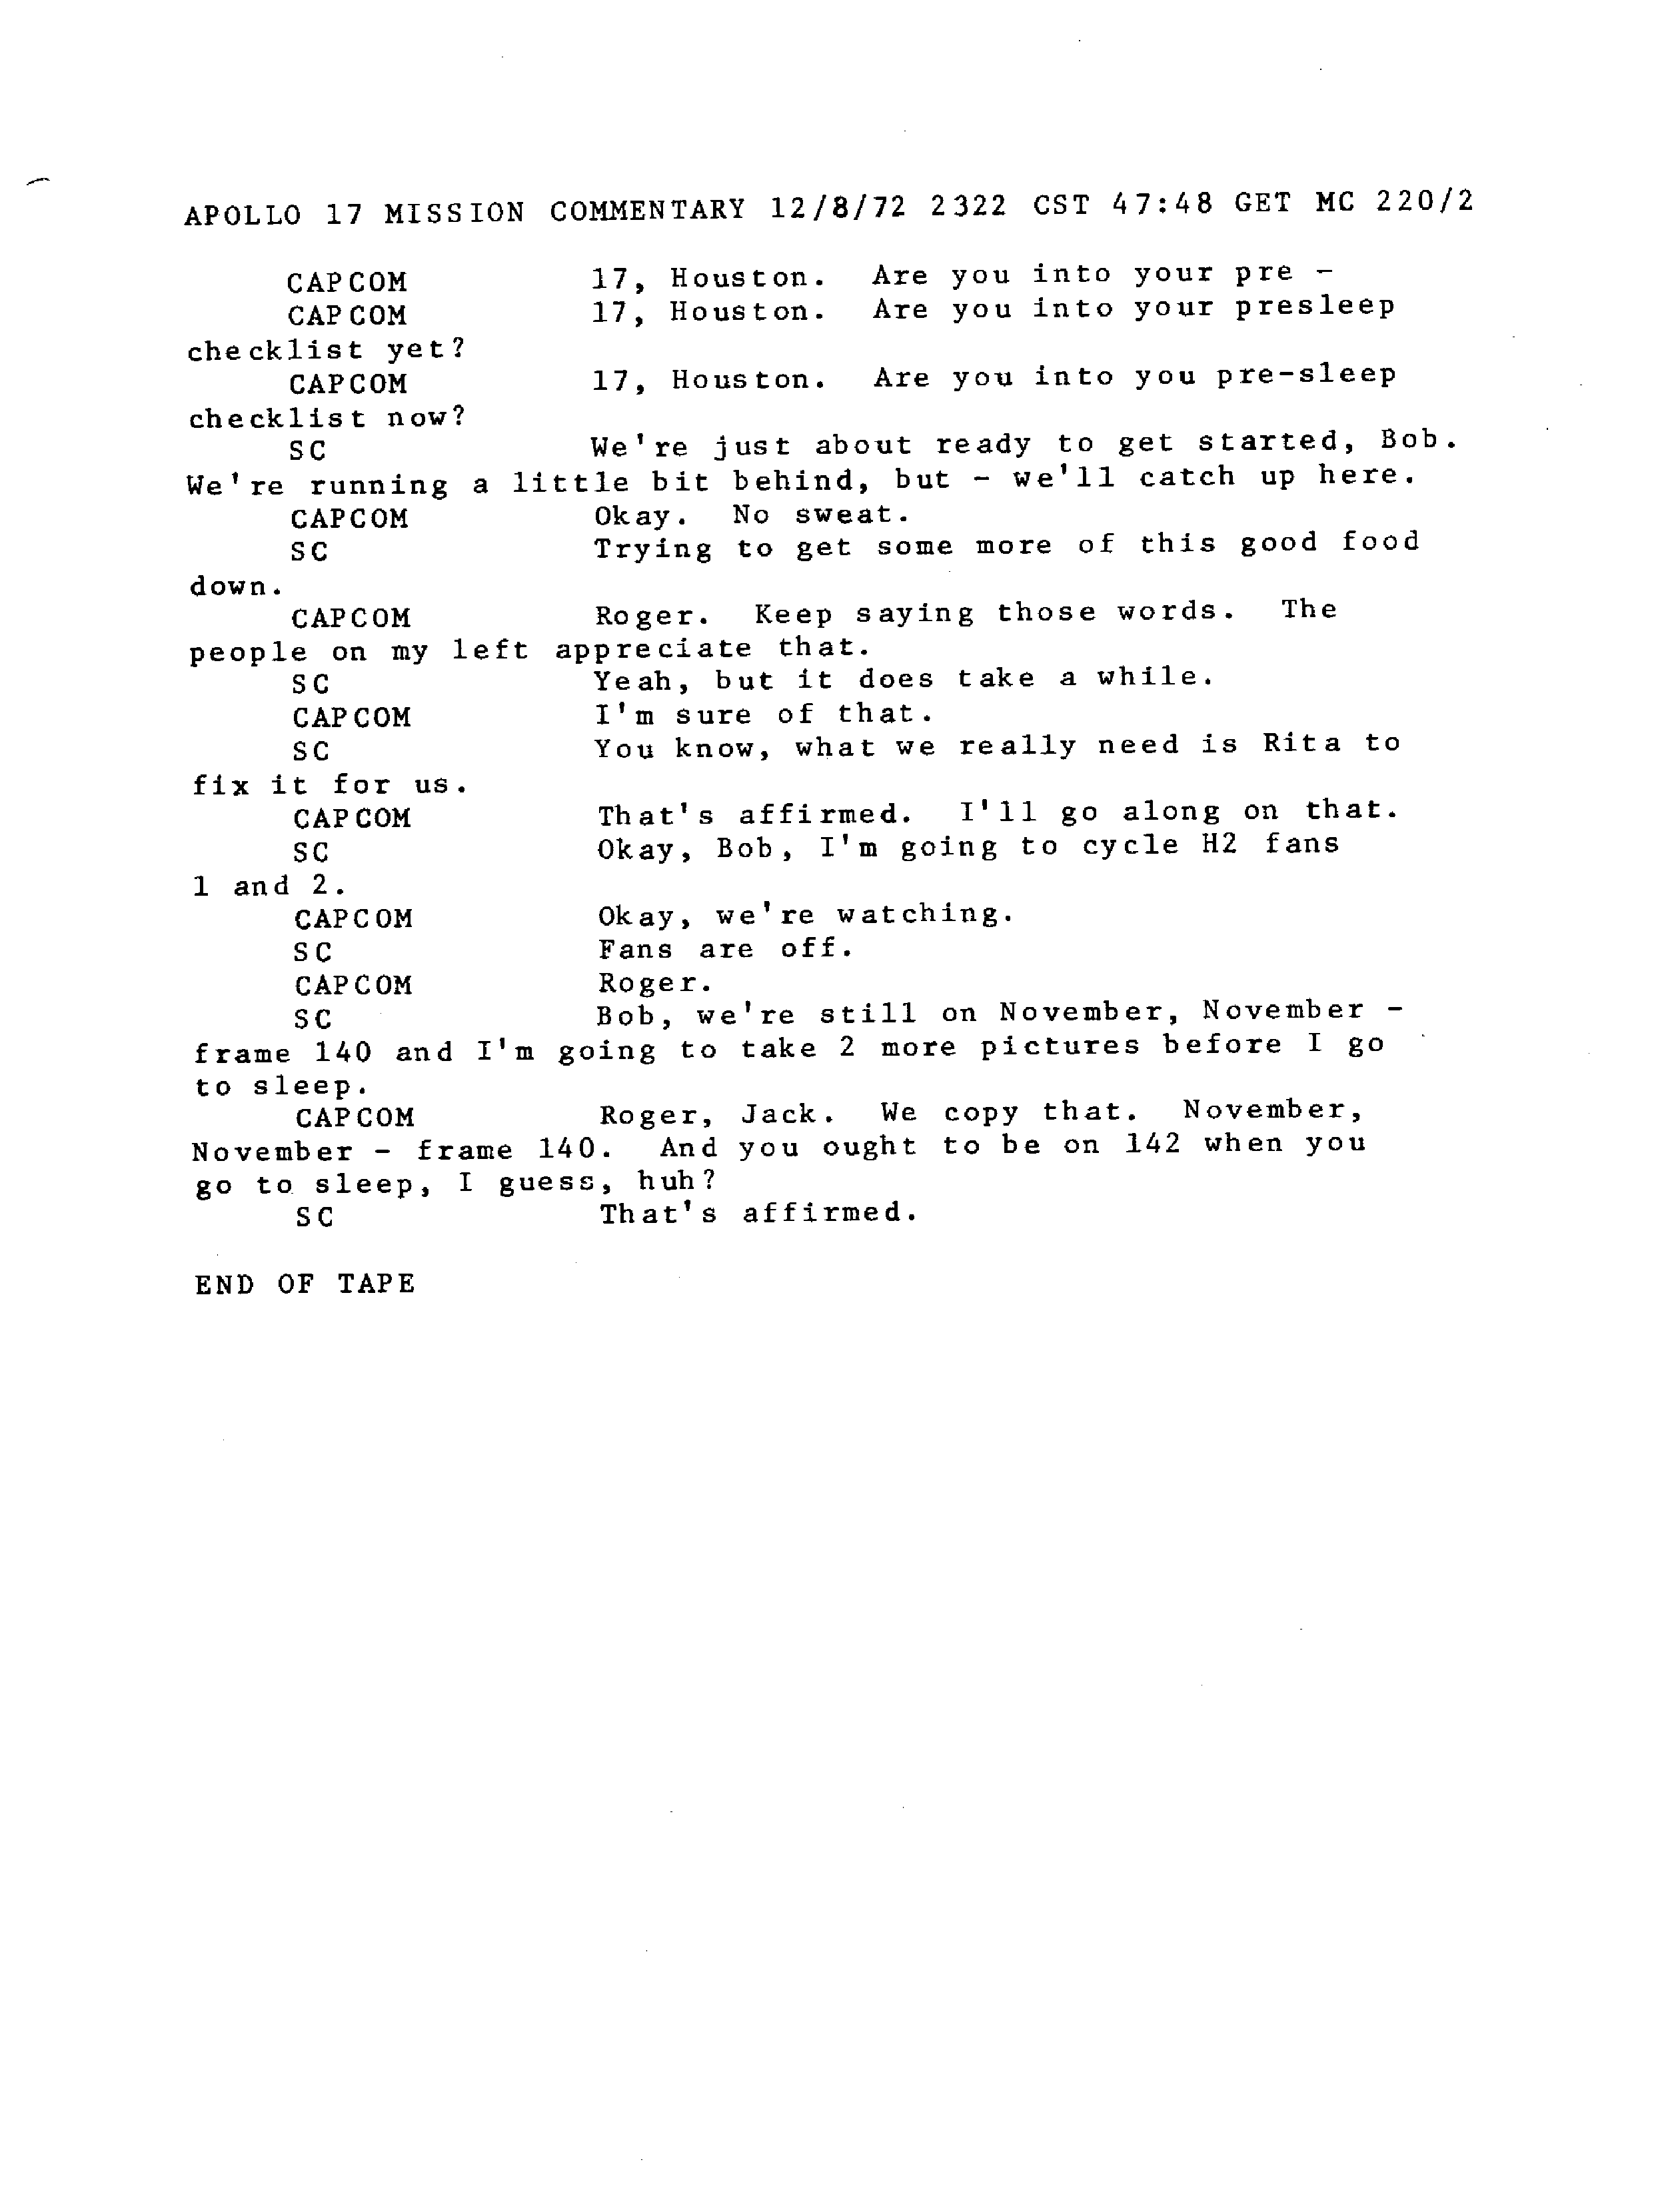 APOLLO 17 MISSION COMMENTARY 12/8/72 2322 CST 47:48 GET MC 220/2
CAPCOM 17, Houston. Are you into your pre -
CAPCOM 17, Houston. Are you into your presleep
checklist yet?
CAPCOM 17, Houston. Are you into you pre-sleep
checklist now?
SC We're just about ready to get started, Bob.
We're running a little bit behind, but - we'll catch up here.
CAPCOM Okay. No sweat.
SC Trying to get some more of this good food
down.
CAPCOM Roger. Keep saying those words. The
people on my left appreciate that.
SC Yeah, but it does take a while.
CAPCOM I'm sure of that.
SC You know, what we really need is Rita to
fix it for us.
CAPCOM That's affirmed. I'll go along on that.
SC Okay, Bob, I'm going to cycle H2 fans
1 and 2.
CAPCOM Okay, we're watching.
SC Fans are off.
CAPCOM Roger.
SC Bob, we're still on November, November -
frame 140 and I'm going to take 2 more pictures before I go
to sleep.
CAPCOM Roger, Jack. We copy that. November,
November - frame 140. And you ought to be on 142 when you
go to sleep, I guess, huh?
SC That's affirmed.
END OF TAPE